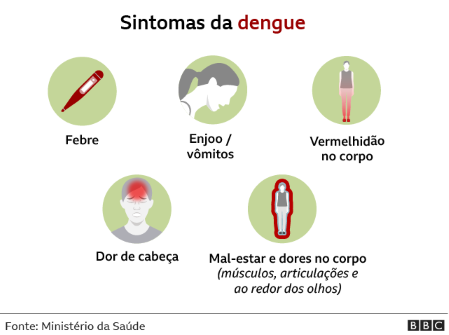 Sintomas da dengue
Febre
Enjoo /
vômitos
Vermelhidão
no corpo
Dor de cabeça
Mal-estar e dores no corpo
(músculos, articulações e
ao redor dos olhos)
Fonte: Ministério da Saúde
BBC